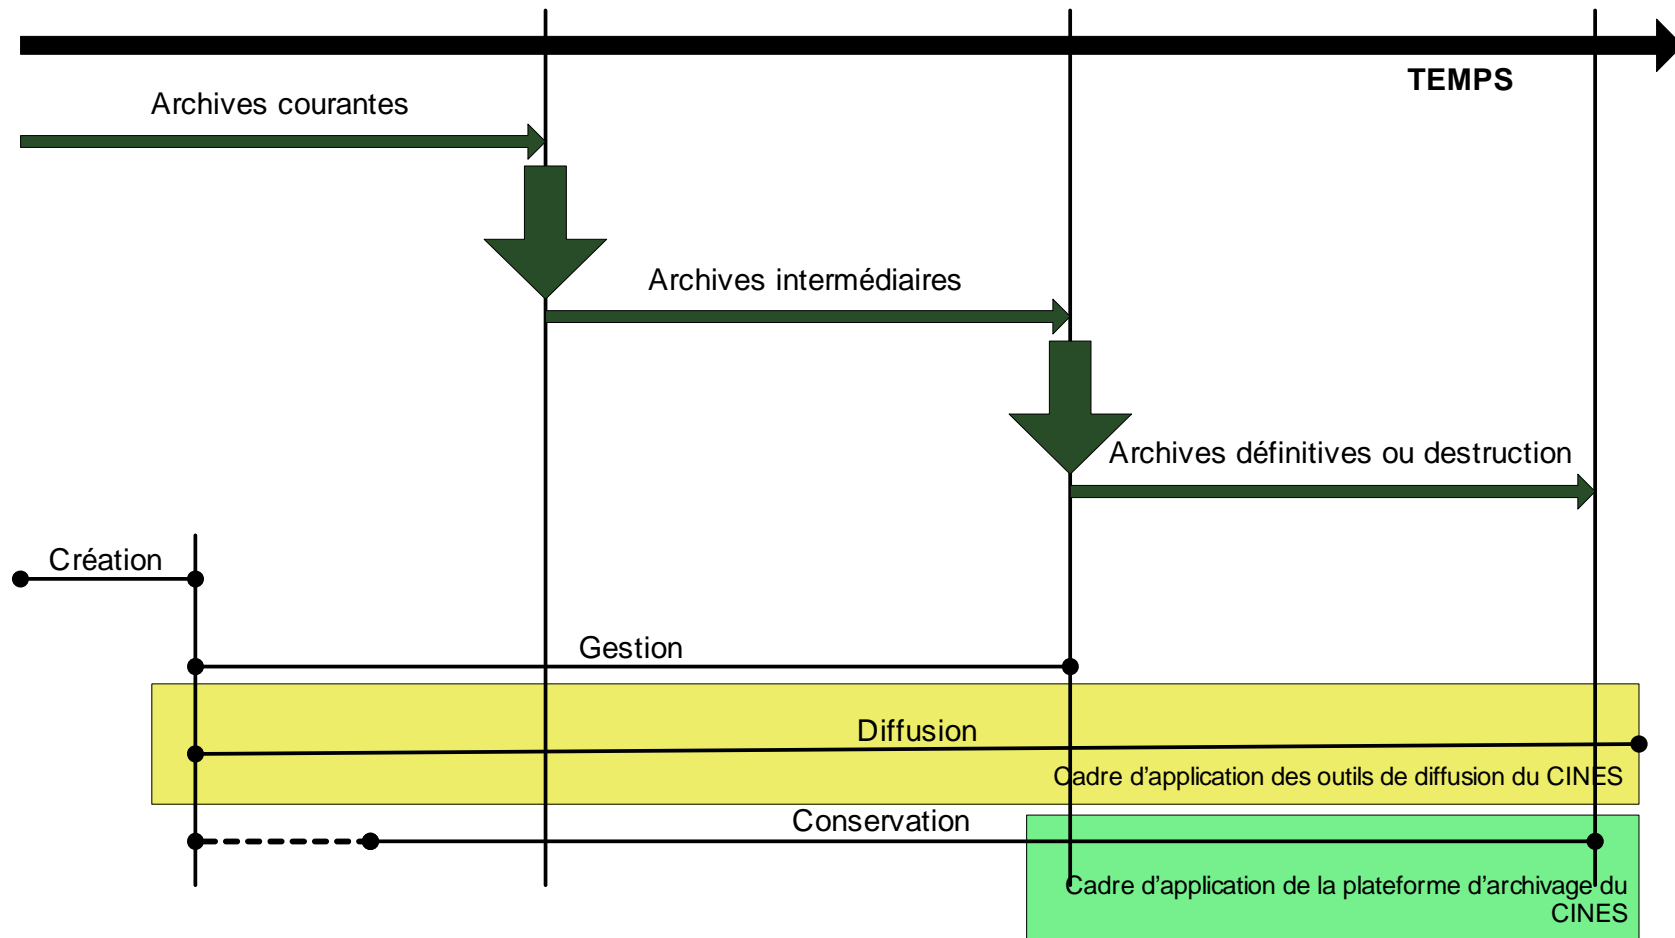 TEMPS
Archives courantes
Archives intermédiaires
Archives définitives ou destruction
Création
Gestion
Diffusion
Cadre d'application des outils de diffusion du CINES
Conservation
Cadre d'application de la plateforme d'archivage du
CINES